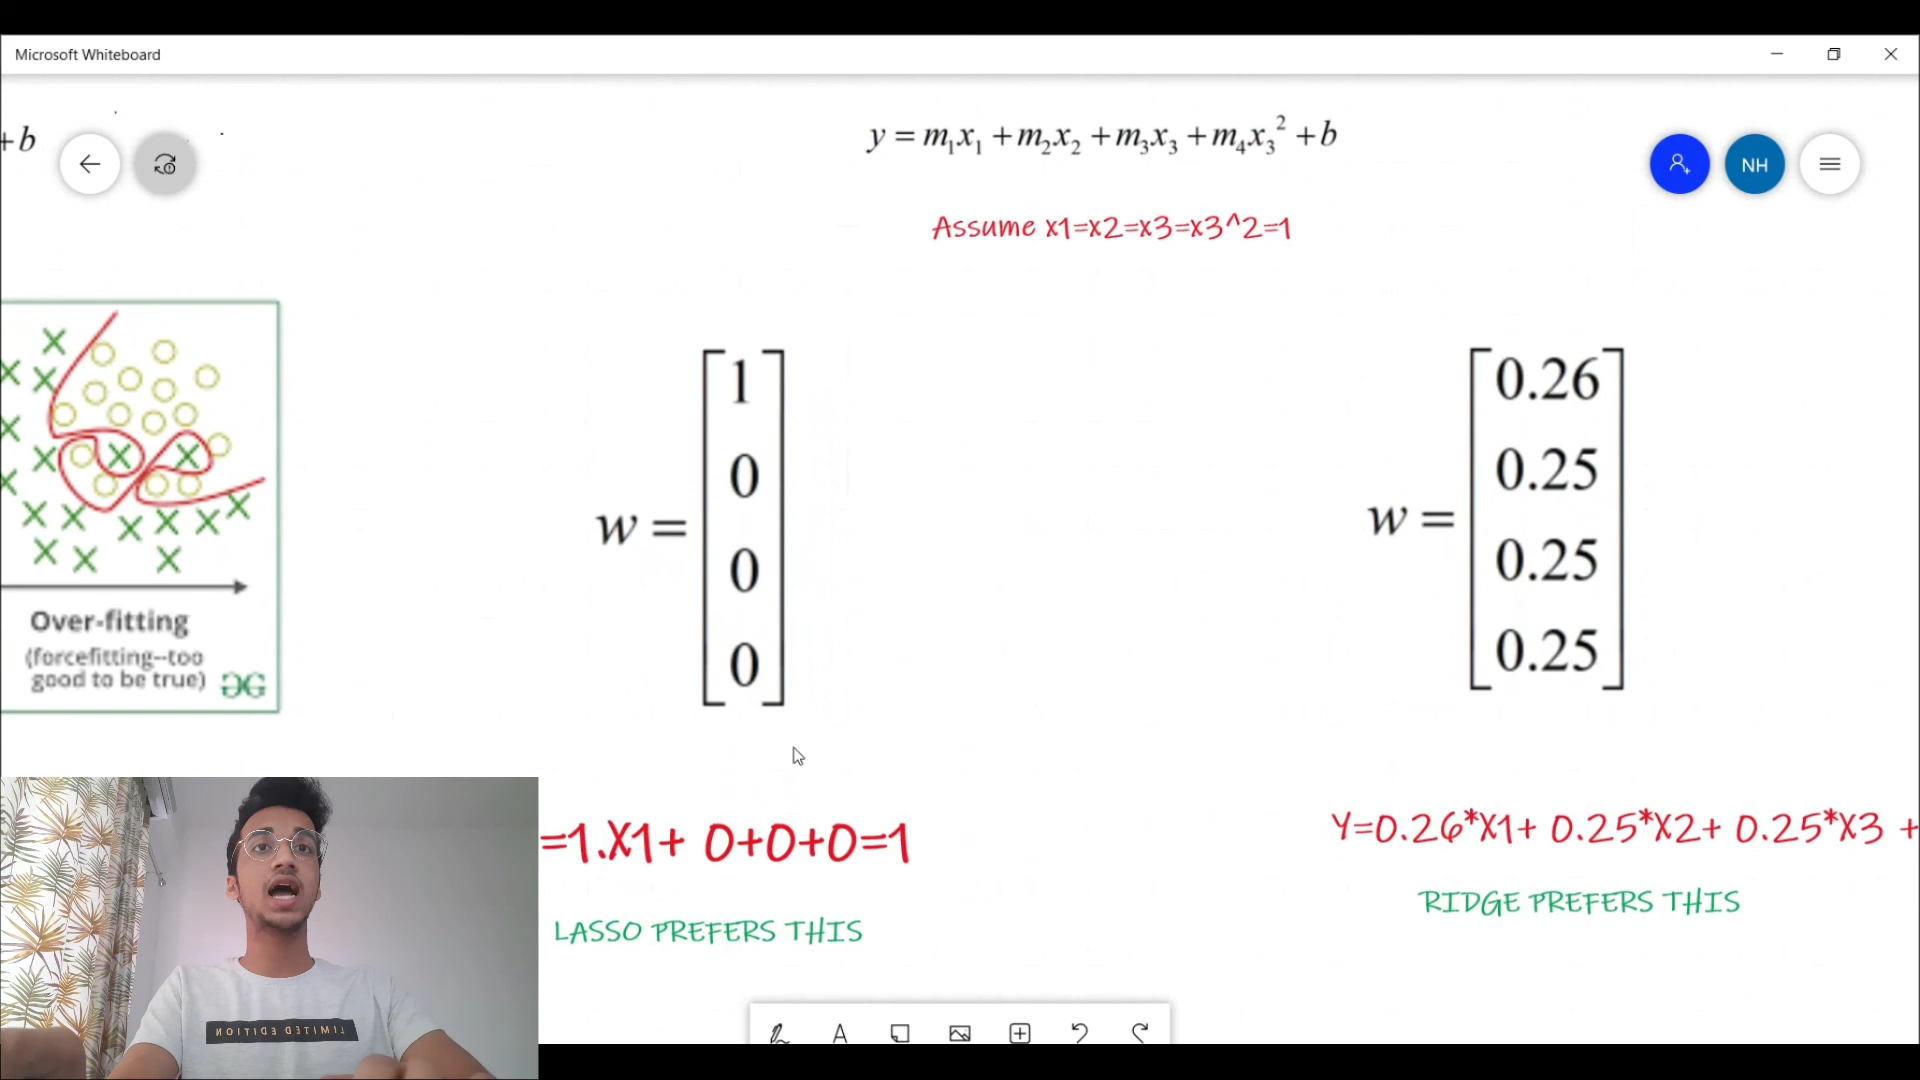 Microsoft Whiteboard
+b
y = m₁x₁ + m₂x₂ + m₃x₃ + m₄x₃² + b
NH
Assume x1=x2=x3=x3^2=1
w = [1 0 0 0]
w = [0.26 0.25 0.25 0.25]
Over-fitting
(forcefitting--too
good to be true)
=1.X1+ 0+0+0=1
Y=0.26*X1+ 0.25*X2+ 0.25*X3 +
LASSO PREFERS THIS
RIDGE PREFERS THIS
LIMITED EDITION